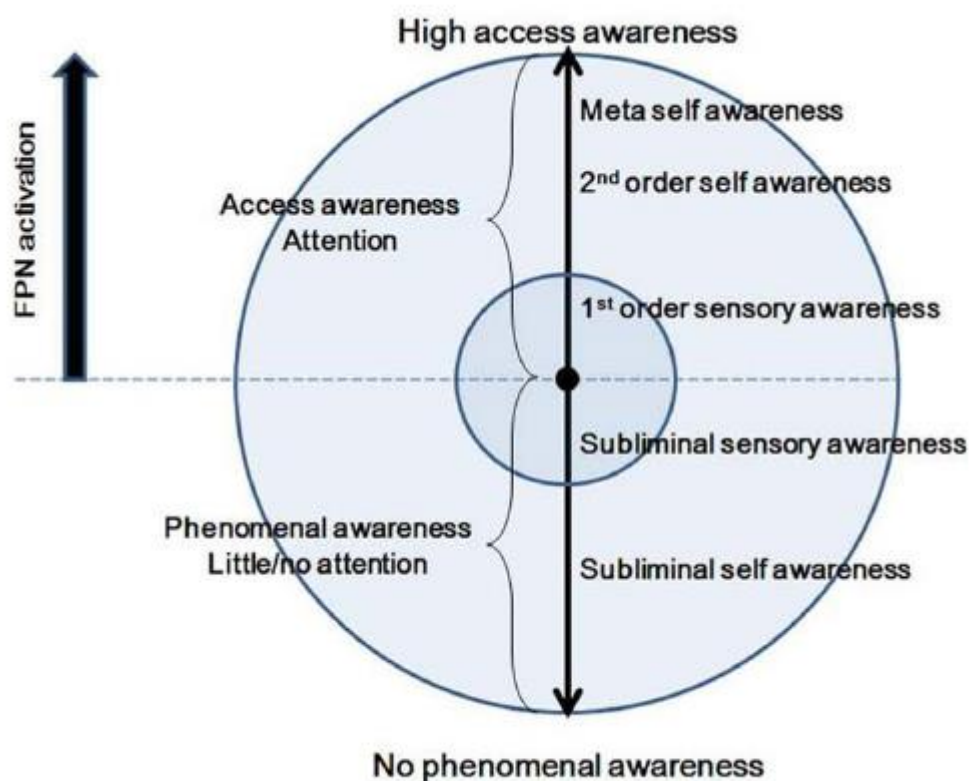 High access awareness
FPN activation
Meta self awareness
2nd order self awareness
Access awareness
Attention
1st order sensory awareness
Subliminal sensory awareness
Phenomenal awareness
Little/no attention
Subliminal self awareness
No phenomenal awareness